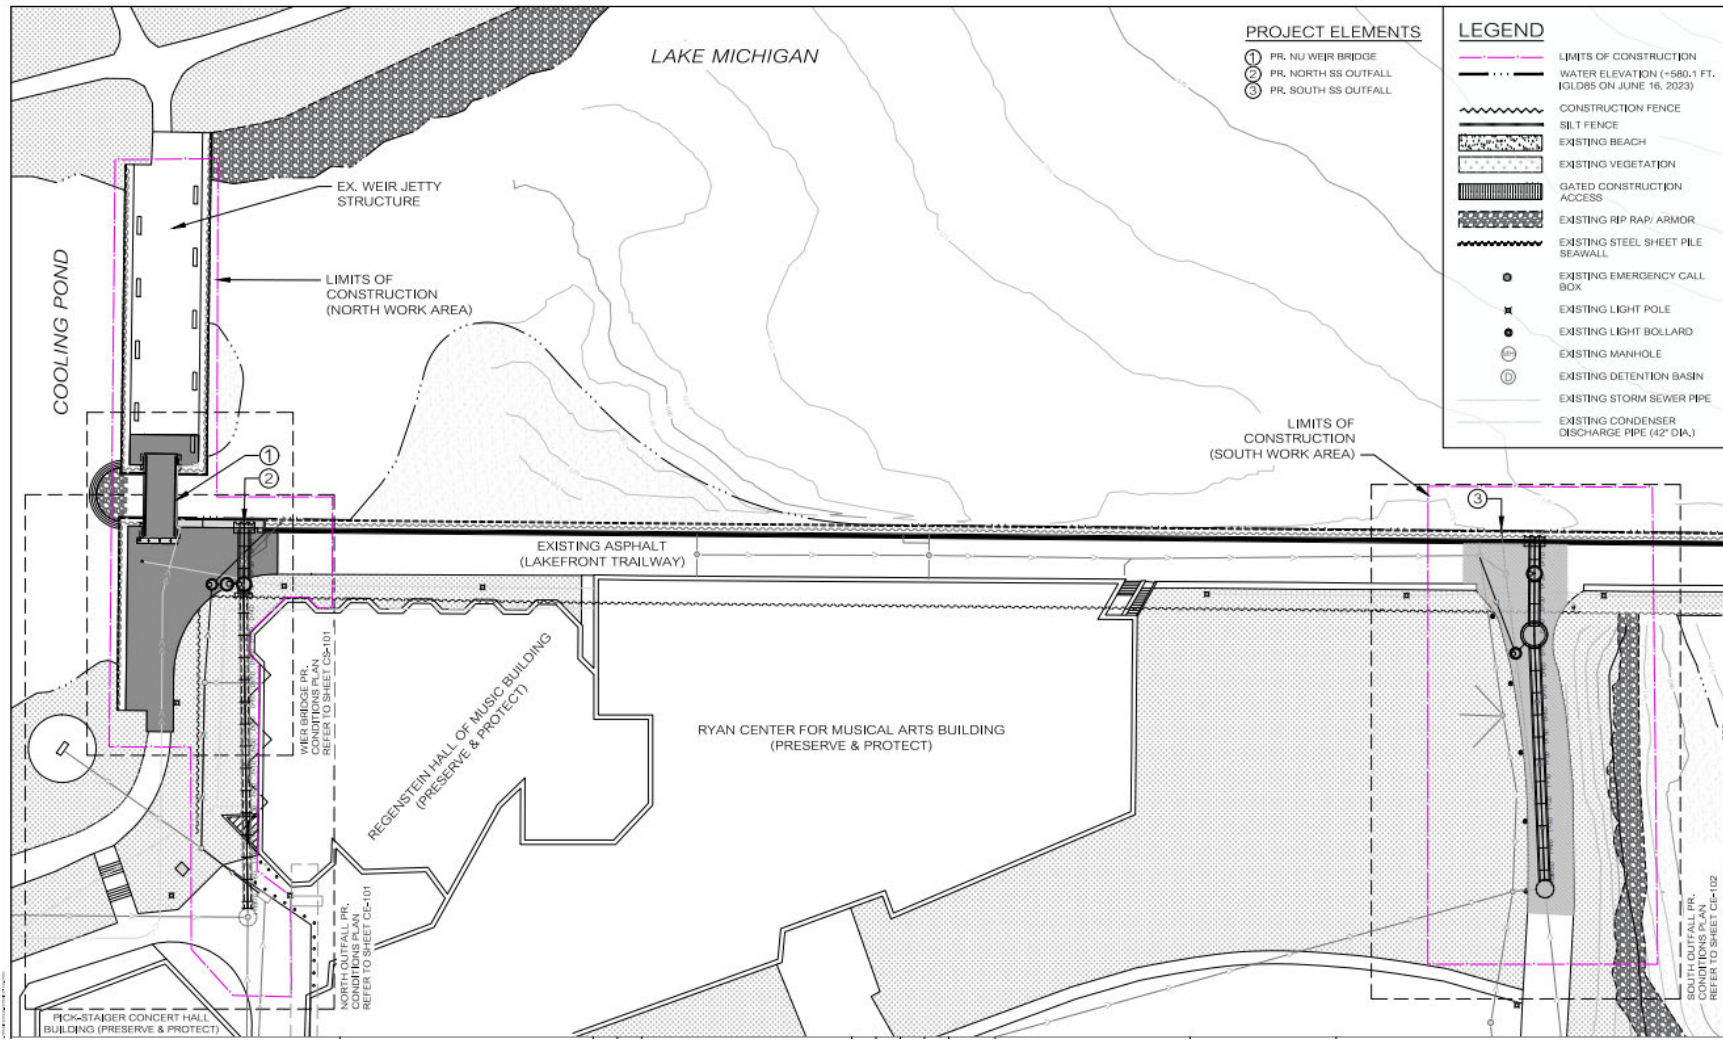 LAKE MICHIGAN
PROJECT ELEMENTS
1 PR. NU WEIR BRIDGE
2 PR. NORTH SS OUTFALL
3 PR. SOUTH SS OUTFALL
LEGEND
LIMITS OF CONSTRUCTION
WATER ELEVATION (+580.1 FT.
IGLD85 ON JUNE 16, 2023)
CONSTRUCTION FENCE
SILT FENCE
EXISTING BEACH
EXISTING VEGETATION
GATED CONSTRUCTION
ACCESS
EXISTING RIP RAP/ ARMOR
EXISTING STEEL SHEET PILE
SEAWALL
EXISTING EMERGENCY CALL
BOX
EXISTING LIGHT POLE
EXISTING LIGHT BOLLARD
MH EXISTING MANHOLE
D EXISTING DETENTION BASIN
EXISTING STORM SEWER PIPE
EXISTING CONDENSER
DISCHARGE PIPE (42" DIA.)
EX. WEIR JETTY
STRUCTURE
LIMITS OF
CONSTRUCTION
(NORTH WORK AREA)
COOLING POND
LIMITS OF
CONSTRUCTION
(SOUTH WORK AREA)
1
2
3
EXISTING ASPHALT
(LAKEFRONT TRAILWAY)
WIER BRIDGE PR.
CONDITIONS PLAN
REFER TO SHEET CS-101
REGENSTEIN HALL OF MUSIC BUILDING
(PRESERVE & PROTECT)
RYAN CENTER FOR MUSICAL ARTS BUILDING
(PRESERVE & PROTECT)
NORTH OUTFALL PR.
CONDITIONS PLAN
REFER TO SHEET CE-101
SOUTH OUTFALL PR.
CONDITIONS PLAN
REFER TO SHEET CE-102
PICK-STAIGER CONCERT HALL
BUILDING (PRESERVE & PROTECT)